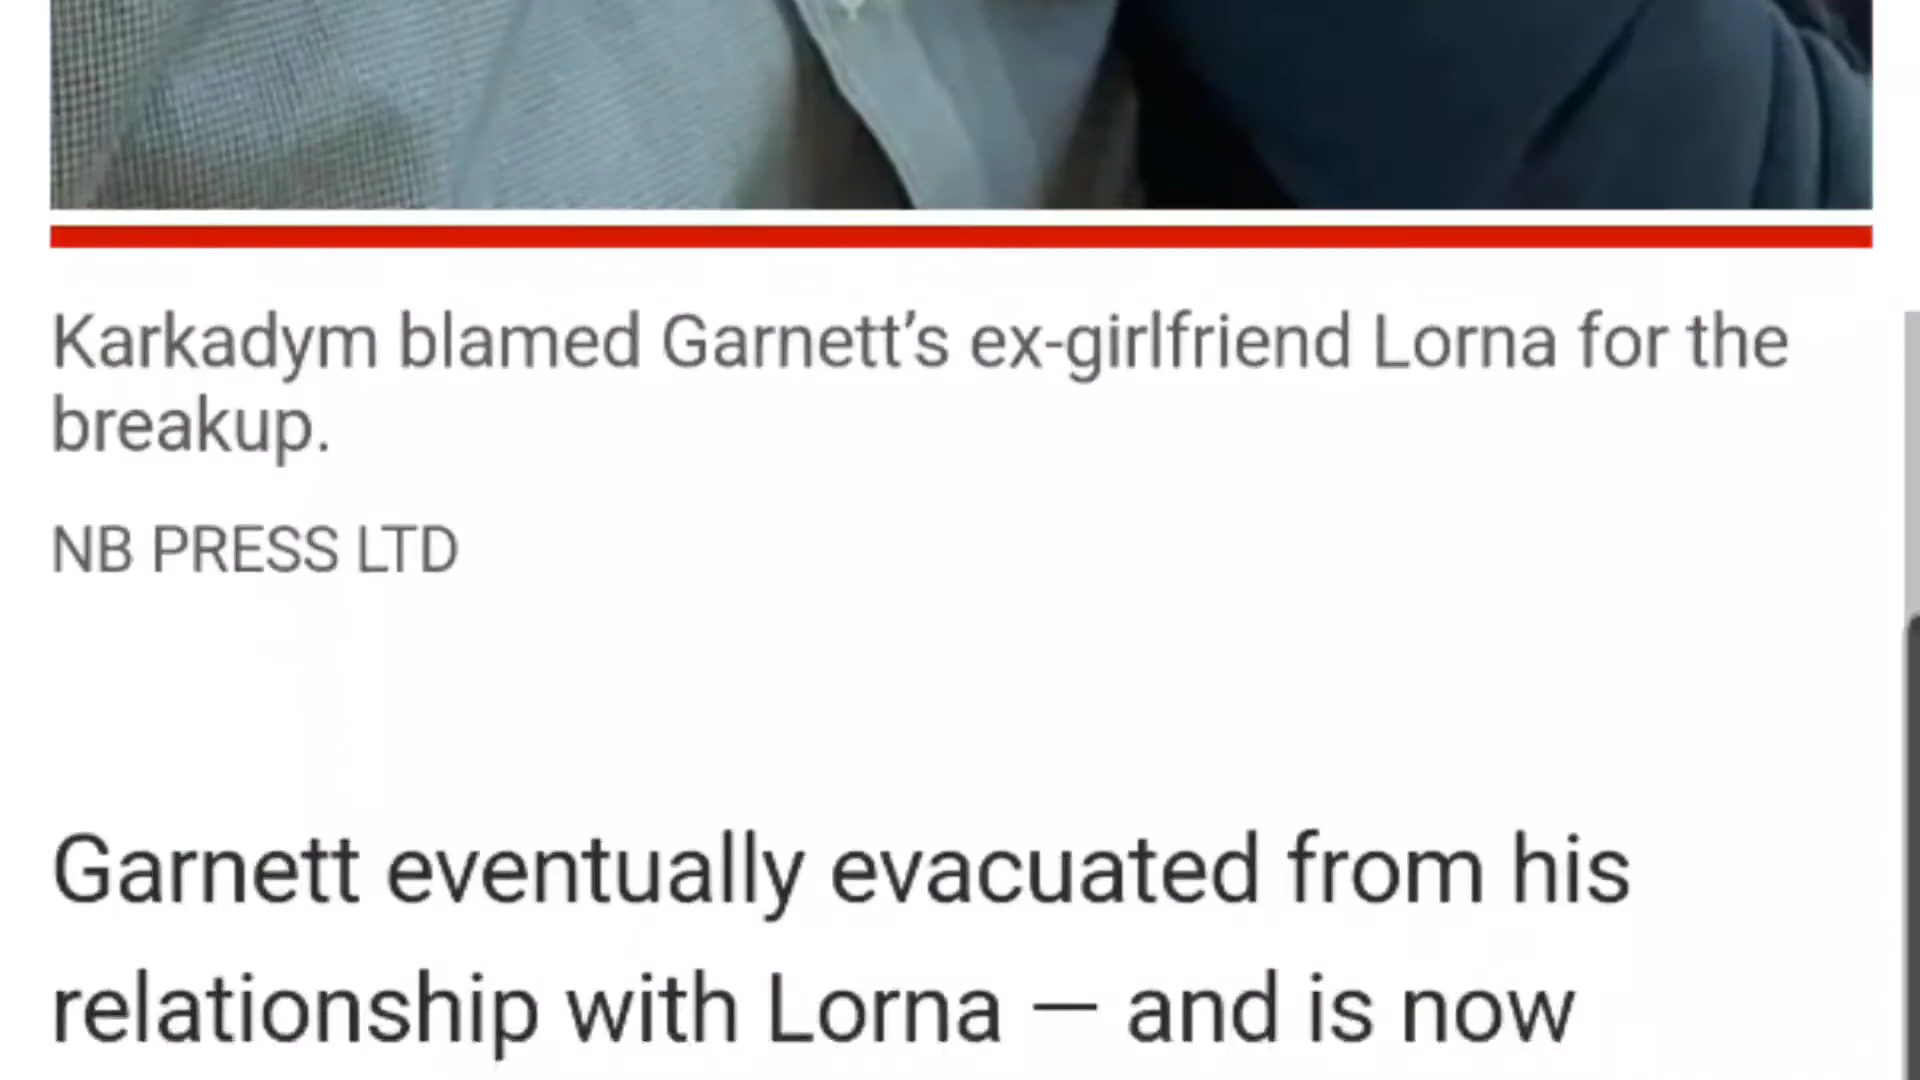 Karkadym blamed Garnett’s ex-girlfriend Lorna for the
breakup.
NB PRESS LTD
Garnett eventually evacuated from his
relationship with Lorna — and is now